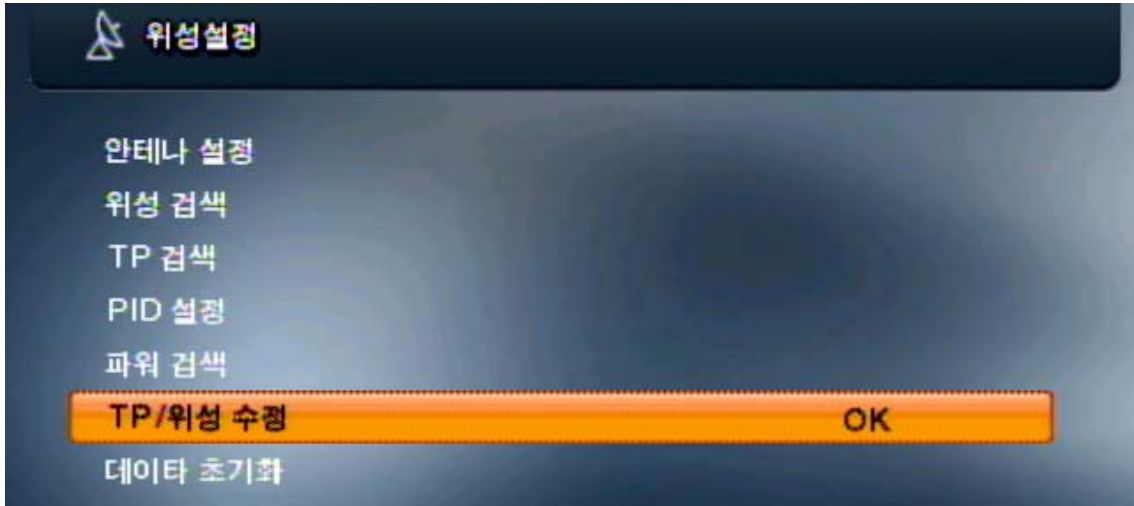 위성설정
안테나 설정
위성 검색
TP 검색
PID 설정
파워 검색
TP/위성 수정 OK
데이타 초기화